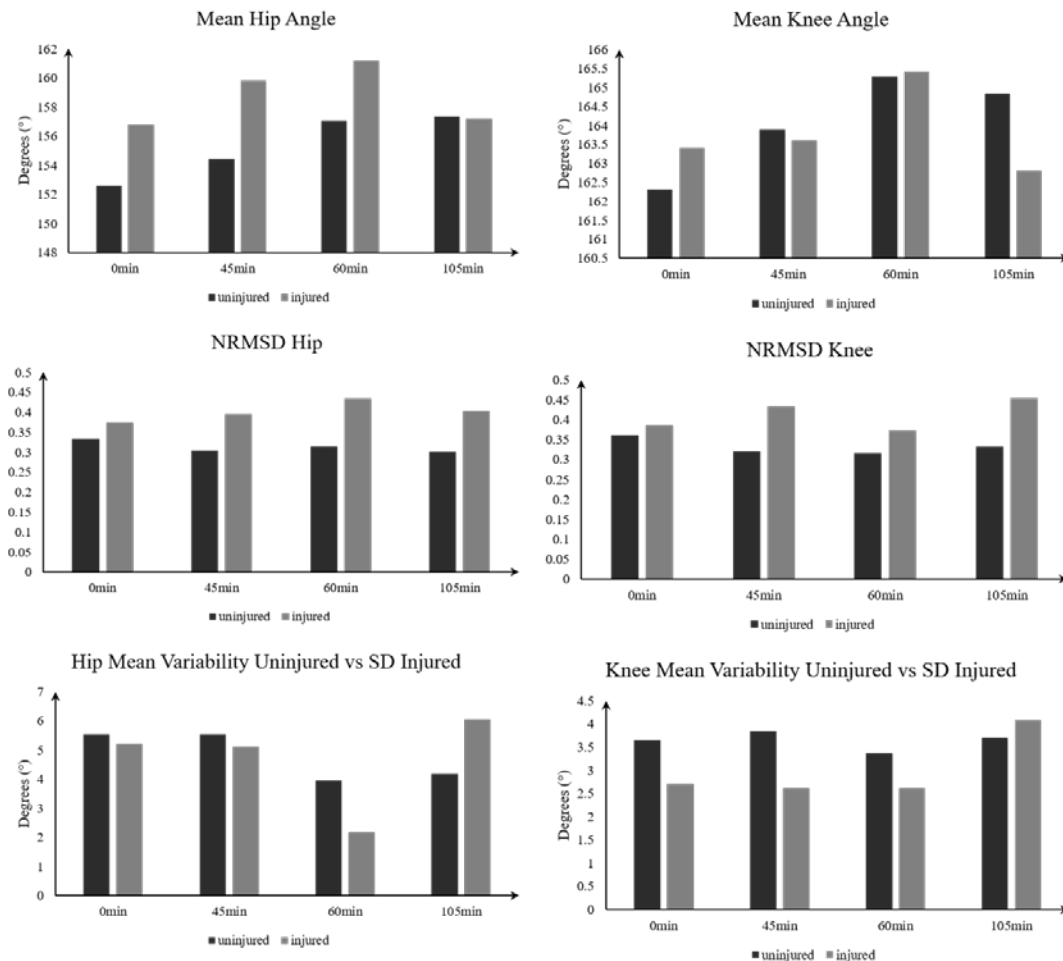 Mean Hip Angle
Degrees (°)
162
160
158
156
154
152
150
148
0min 45min 60min 105min
uninjured injured
Mean Knee Angle
Degrees (°)
166
165.5
165
164.5
164
163.5
163
162.5
162
161.5
161
160.5
0min 45min 60min 105min
uninjured injured
NRMSD Hip
0.5
0.45
0.4
0.35
0.3
0.25
0.2
0.15
0.1
0.05
0
0min 45min 60min 105min
uninjured injured
NRMSD Knee
0.5
0.45
0.4
0.35
0.3
0.25
0.2
0.15
0.1
0.05
0
0min 45min 60min 105min
uninjured injured
Hip Mean Variability Uninjured vs SD Injured
Degrees (°)
7
6
5
4
3
2
1
0
0min 45min 60min 105min
uninjured injured
Knee Mean Variability Uninjured vs SD Injured
Degrees (°)
4.5
4
3.5
3
2.5
2
1.5
1
0.5
0
0min 45min 60min 105min
uninjured injured